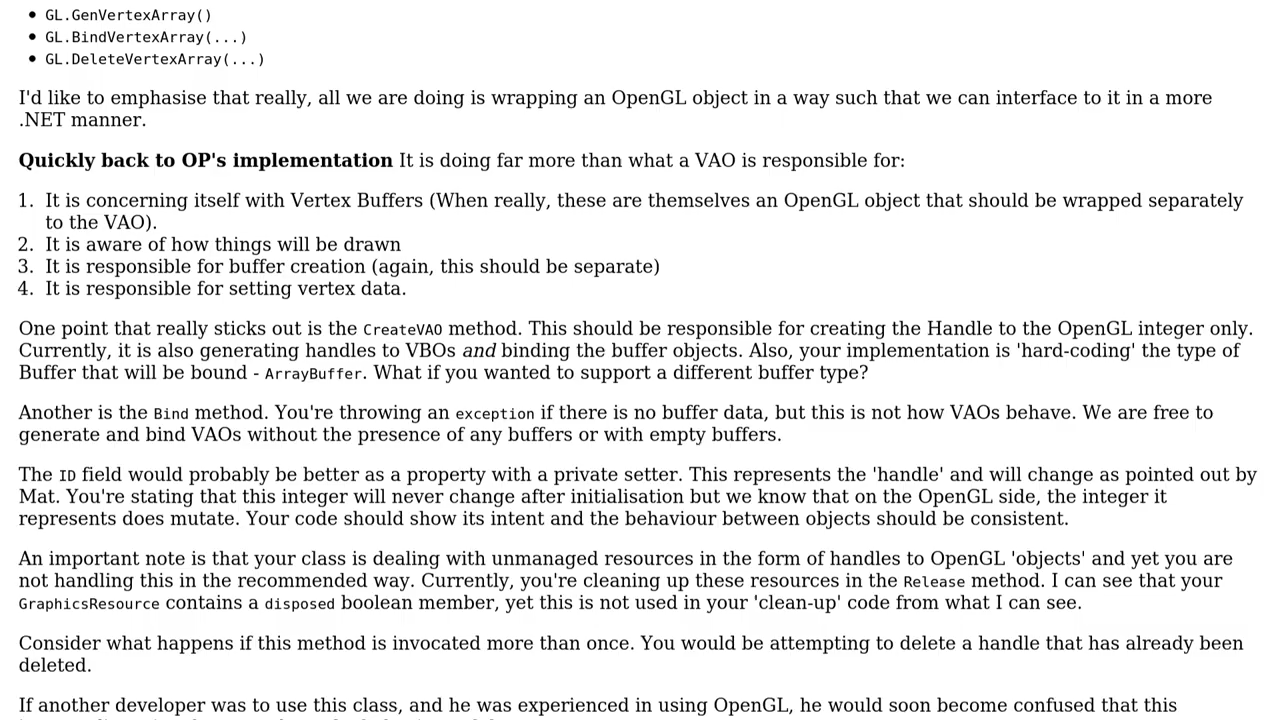 • GL.GenVertexArray()
• GL.BindVertexArray(...)
• GL.DeleteVertexArray(...)
I'd like to emphasise that really, all we are doing is wrapping an OpenGL object in a way such that we can interface to it in a more
.NET manner.
Quickly back to OP's implementation It is doing far more than what a VAO is responsible for:
1. It is concerning itself with Vertex Buffers (When really, these are themselves an OpenGL object that should be wrapped separately
to the VAO).
2. It is aware of how things will be drawn
3. It is responsible for buffer creation (again, this should be separate)
4. It is responsible for setting vertex data.
One point that really sticks out is the CreateVAO method. This should be responsible for creating the Handle to the OpenGL integer only.
Currently, it is also generating handles to VBOs and binding the buffer objects. Also, your implementation is 'hard-coding' the type of
Buffer that will be bound - ArrayBuffer. What if you wanted to support a different buffer type?
Another is the Bind method. You're throwing an exception if there is no buffer data, but this is not how VAOs behave. We are free to
generate and bind VAOs without the presence of any buffers or with empty buffers.
The ID field would probably be better as a property with a private setter. This represents the 'handle' and will change as pointed out by
Mat. You're stating that this integer will never change after initialisation but we know that on the OpenGL side, the integer it
represents does mutate. Your code should show its intent and the behaviour between objects should be consistent.
An important note is that your class is dealing with unmanaged resources in the form of handles to OpenGL 'objects' and yet you are
not handling this in the recommended way. Currently, you're cleaning up these resources in the Release method. I can see that your
GraphicsResource contains a disposed boolean member, yet this is not used in your 'clean-up' code from what I can see.
Consider what happens if this method is invocated more than once. You would be attempting to delete a handle that has already been
deleted.
If another developer was to use this class, and he was experienced in using OpenGL, he would soon become confused that this